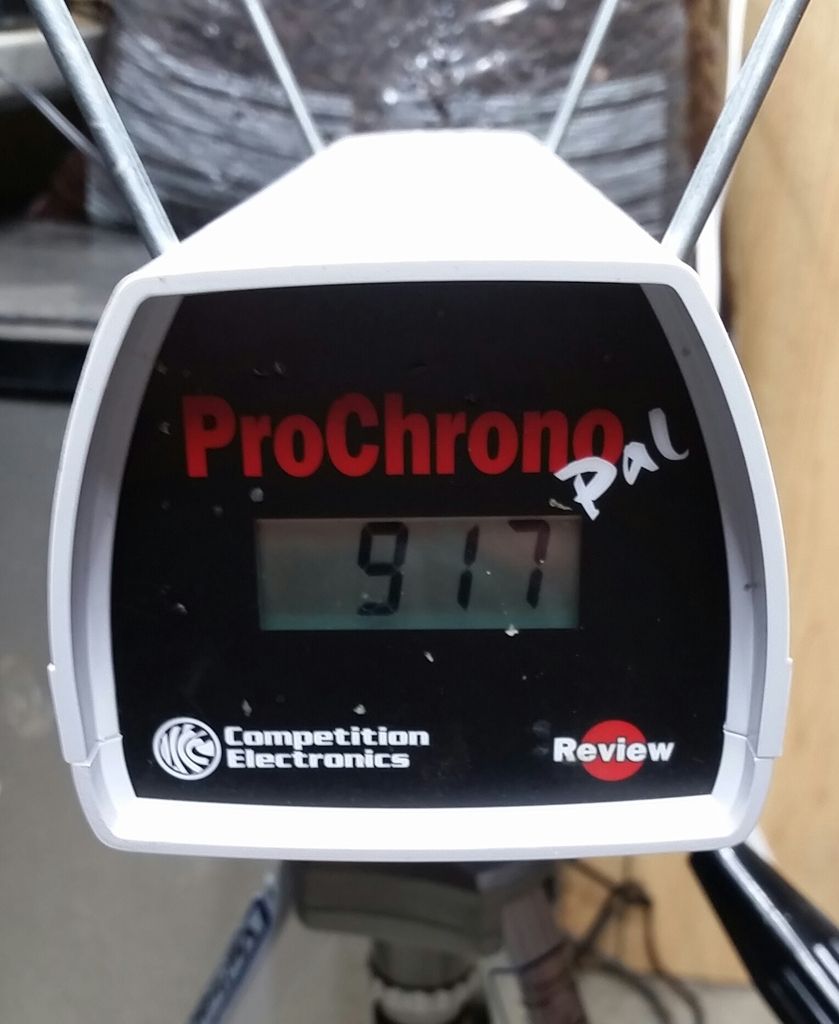 ProChrono
Pal
917
Competition
Electronics
Review